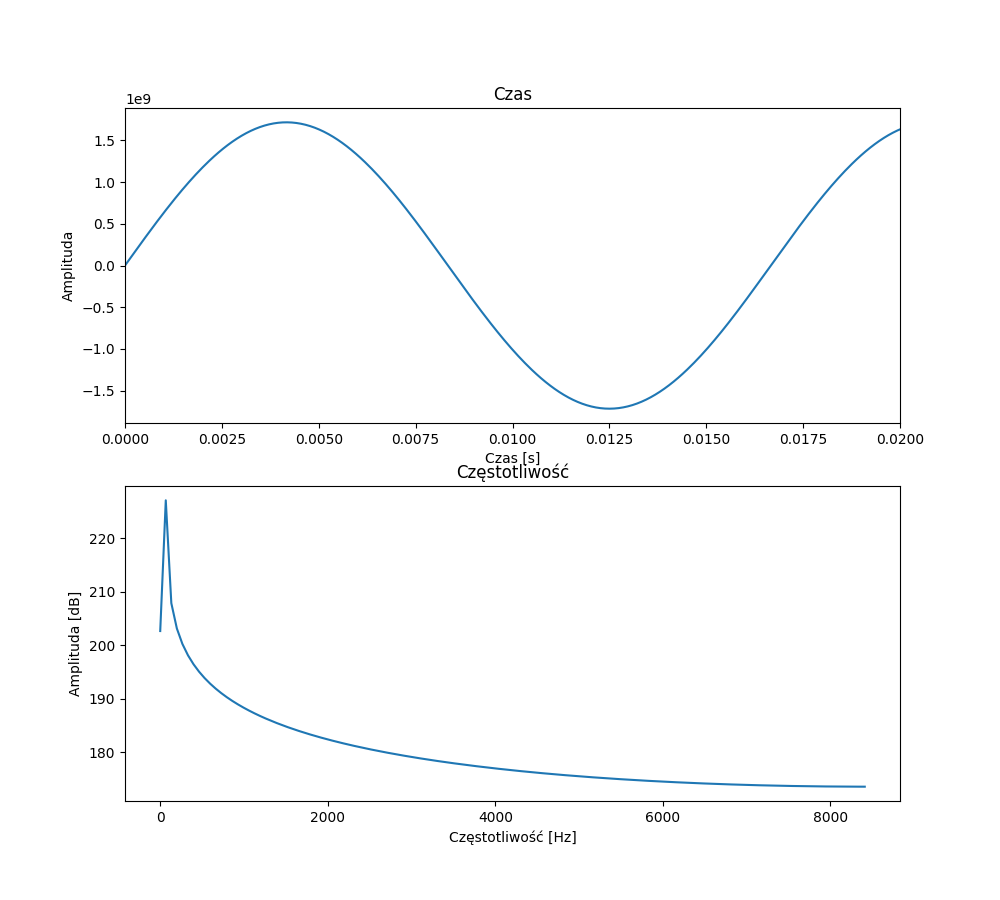 Czas
1e9
1.5
1.0
0.5
0.0
−0.5
−1.0
−1.5
Amplituda
0.0000 0.0025 0.0050 0.0075 0.0100 0.0125 0.0150 0.0175 0.0200
Czas [s]
Częstotliwość
220
210
200
190
180
Amplituda [dB]
0 2000 4000 6000 8000
Częstotliwość [Hz]